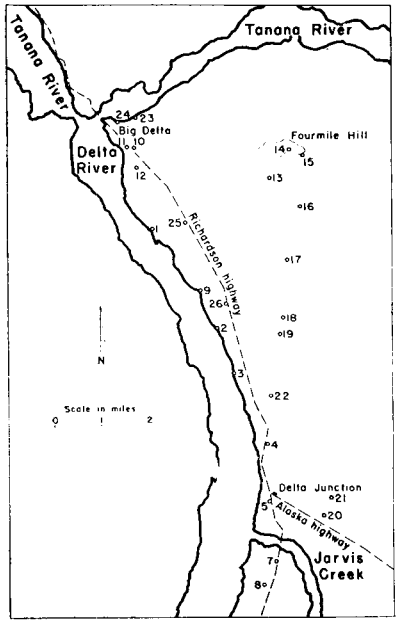 Tanana River
Tanana River
24
23
Big Delta
11 10
Delta
River
12
Fourmile Hill
14
15
13
16
25
1
Richardson highway
17
9
26
2
18
19
3
N
22
Scale in miles
0 1 2
4
Delta Junction
5
21
20
Alaska highway
7
Jarvis
Creek
8